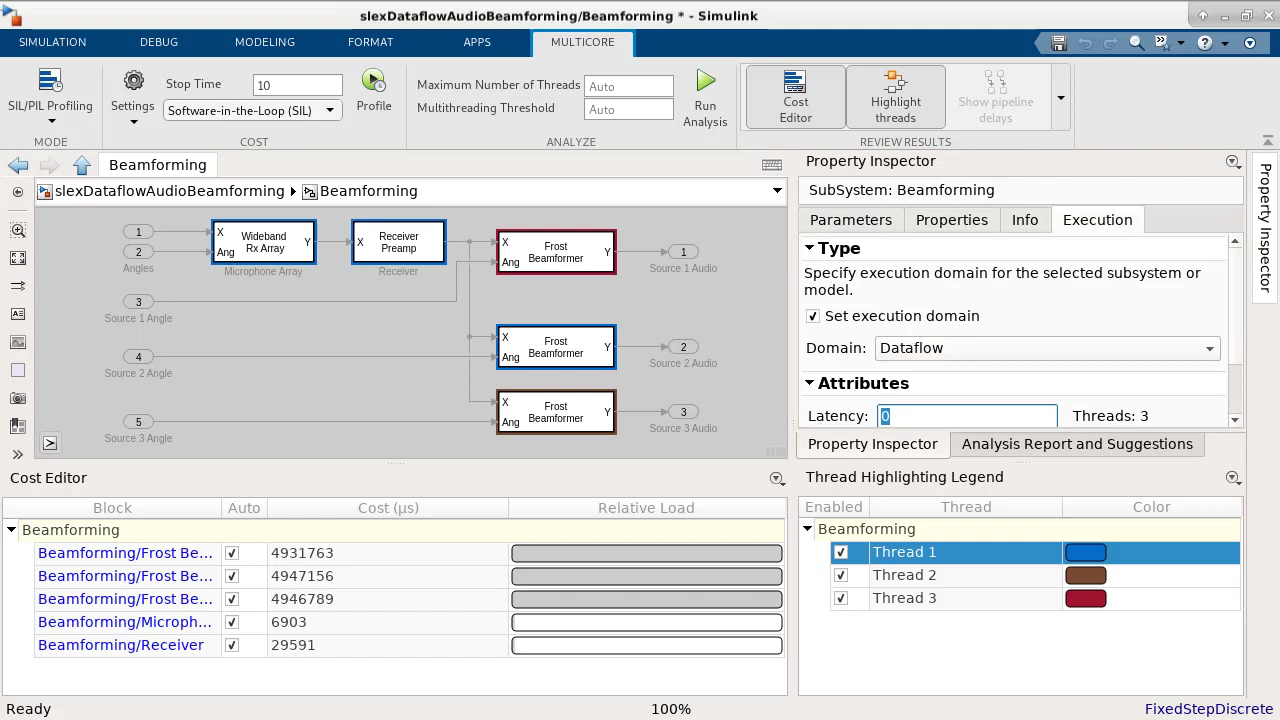 slexDataflowAudioBeamforming/Beamforming * - Simulink
SIMULATION DEBUG MODELING FORMAT APPS MULTICORE
SIL/PIL Profiling
MODE
Settings
Stop Time 10
Software-in-the-Loop (SIL)
Profile
COST
Maximum Number of Threads Auto
Multithreading Threshold Auto
Run
Analysis
ANALYZE
Cost
Editor
Highlight
threads
Show pipeline
delays
REVIEW RESULTS
Beamforming
slexDataflowAudioBeamforming Beamforming
1
2
Angles
X
Ang
Wideband
Rx Array
Y
Microphone Array
X
Receiver
Preamp
Receiver
X
Ang
Frost
Beamformer
Y
1
Source 1 Audio
3
Source 1 Angle
4
Source 2 Angle
X
Ang
Frost
Beamformer
Y
2
Source 2 Audio
5
Source 3 Angle
X
Ang
Frost
Beamformer
Y
3
Source 3 Audio
Property Inspector
SubSystem: Beamforming
Parameters Properties Info Execution
Type
Specify execution domain for the selected subsystem or
model.
Set execution domain
Domain: Dataflow
Attributes
Latency: 0 Threads: 3
Property Inspector Analysis Report and Suggestions
Property Inspector
Cost Editor
Block Auto Cost (µs) Relative Load
Beamforming
Beamforming/Frost Be... 4931763
Beamforming/Frost Be... 4947156
Beamforming/Frost Be... 4946789
Beamforming/Microph... 6903
Beamforming/Receiver 29591
Thread Highlighting Legend
Enabled Thread Color
Beamforming
Thread 1
Thread 2
Thread 3
Ready 100% FixedStepDiscrete